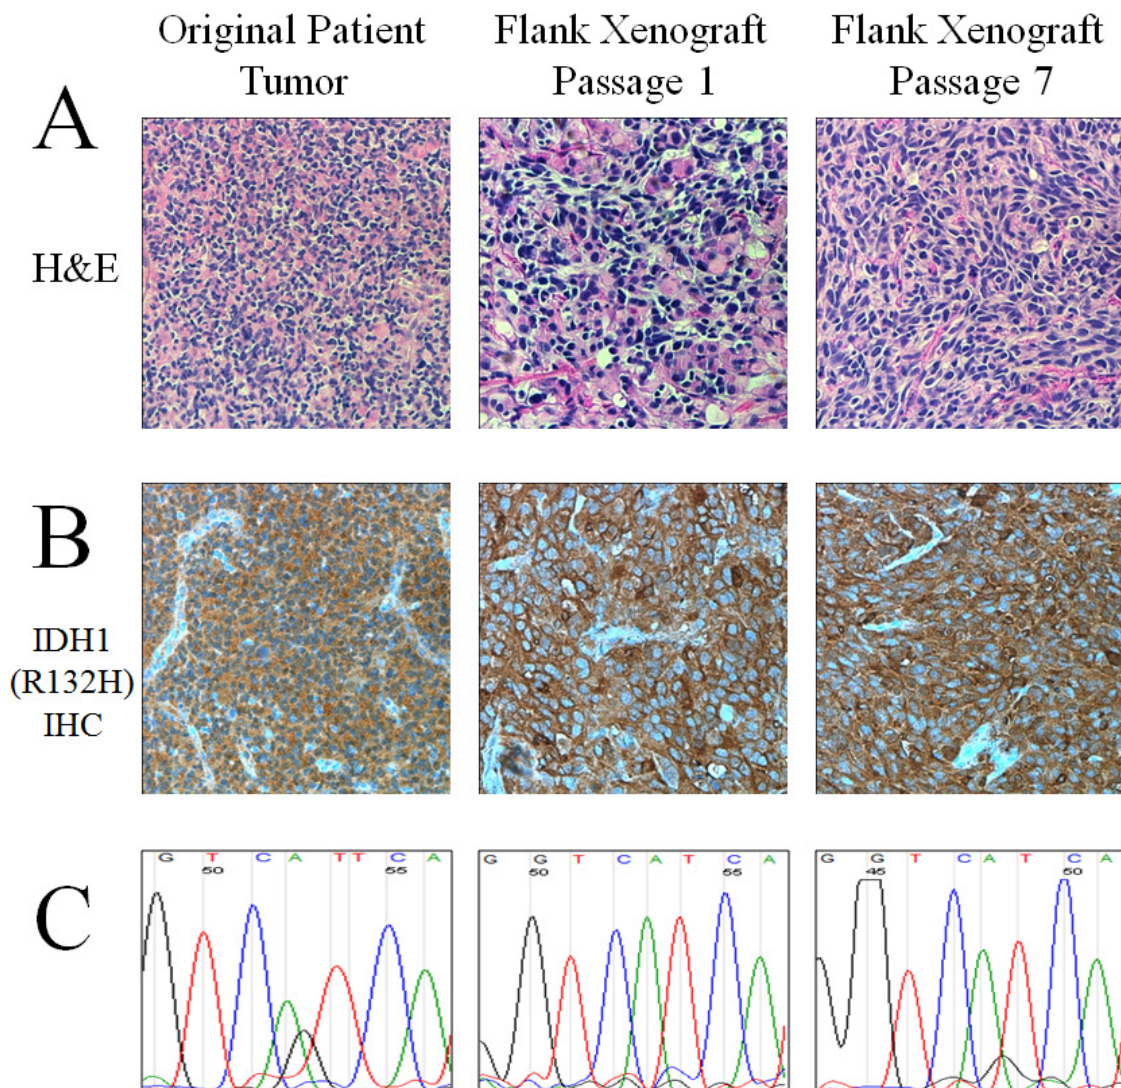 Original Patient
Tumor
Flank Xenograft
Passage 1
Flank Xenograft
Passage 7
A
H&E
B
IDH1
(R132H)
IHC
C
G T C A T T C A
50 55
G G T C A T C A
50 55
G G T C A T C A
45 50